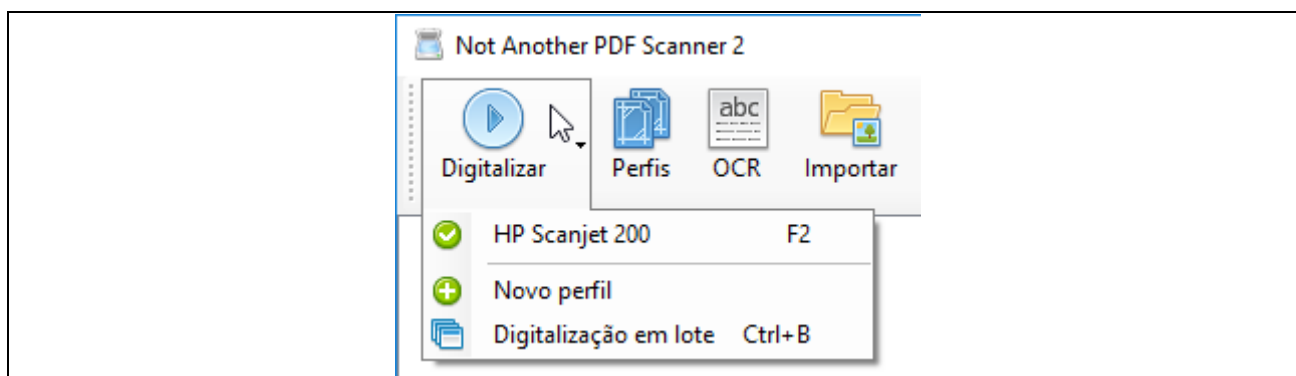 Not Another PDF Scanner 2
abc
Digitalizar Perfis OCR Importar
HP Scanjet 200 F2
Novo perfil
Digitalização em lote Ctrl+B